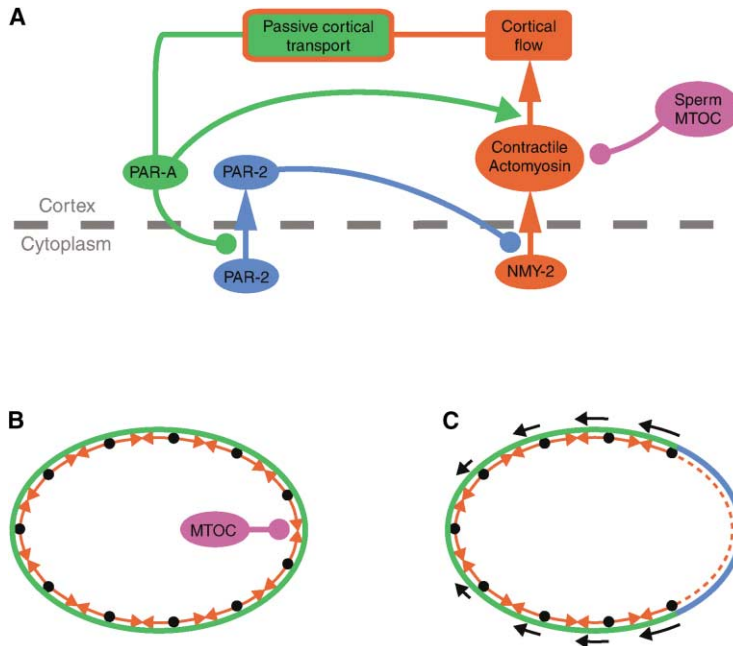 A
Passive cortical
transport
Cortical
flow
Sperm
MTOC
Contractile
Actomyosin
PAR-A
PAR-2
Cortex
Cytoplasm
PAR-2
NMY-2
B
C
MTOC